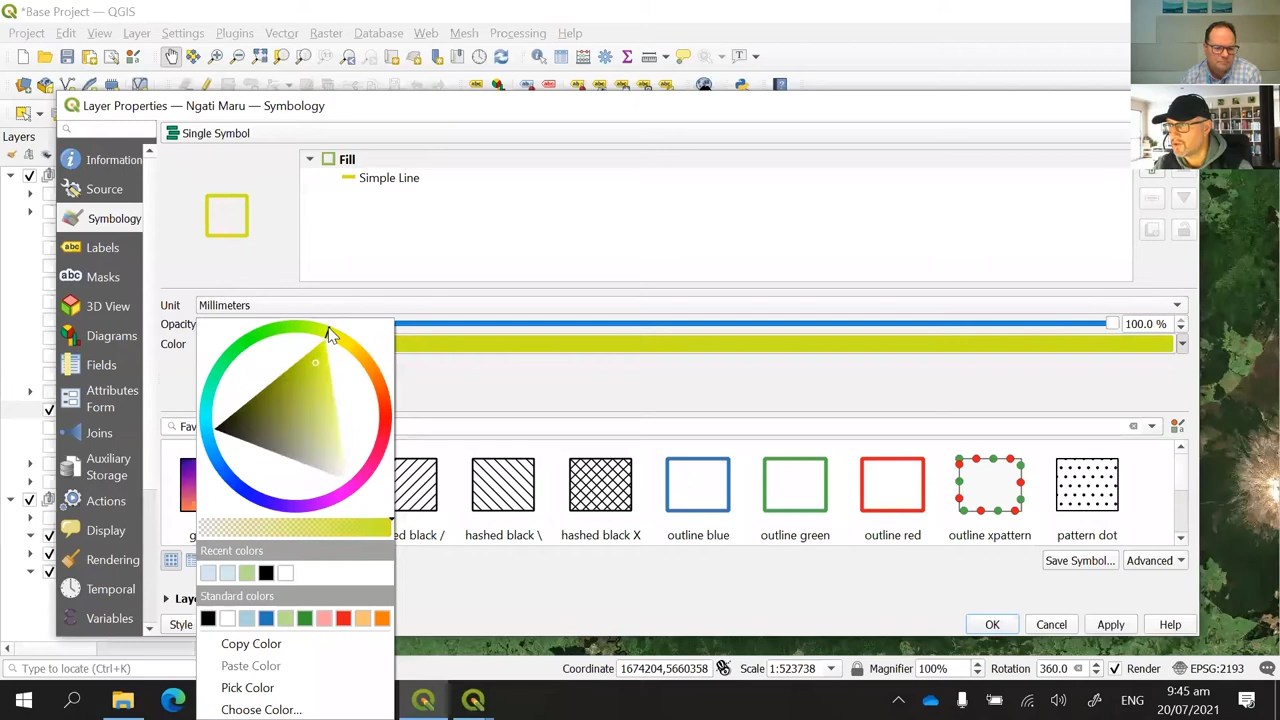 *Base Project — QGIS
Project Edit View Layer Settings Plugins Vector Raster Database Web Mesh Processing Help
Layers
Layer Properties — Ngati Maru — Symbology
Information
Source
Symbology
Labels
Masks
3D View
Diagrams
Fields
Attributes
Form
Joins
Auxiliary
Storage
Actions
Display
Rendering
Temporal
Variables
Single Symbol
Fill
Simple Line
Unit Millimeters
Opacity 100.0 %
Color
Fav
hashed black \
hashed black X
outline blue
outline green
outline red
outline xpattern
pattern dot
Save Symbol... Advanced
Recent colors
Standard colors
Copy Color
Paste Color
Pick Color
Choose Color...
Style
OK Cancel Apply Help
Type to locate (Ctrl+K) Coordinate 1674204,5660358 Scale 1:523738 Magnifier 100% Rotation 360.0 Render EPSG:2193
ENG
9:45 am
20/07/2021